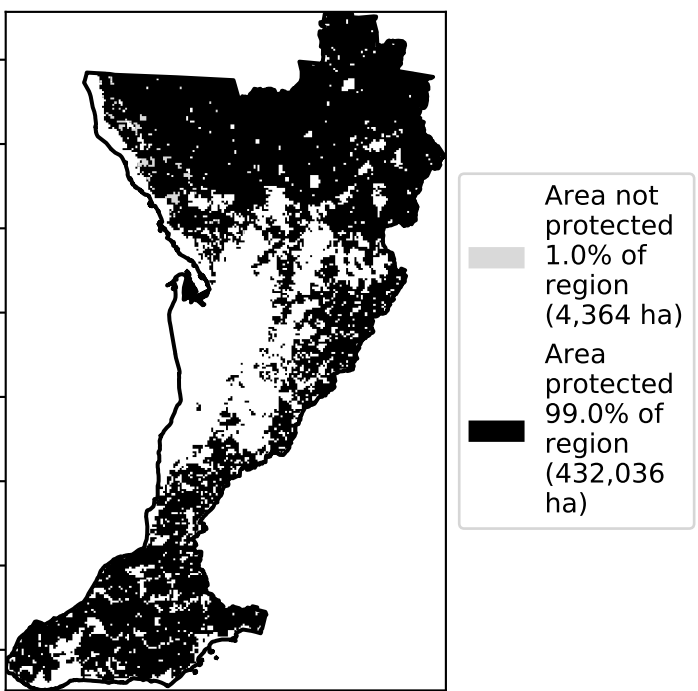 Area not
protected
1.0% of
region
(4,364 ha)
Area
protected
99.0% of
region
(432,036
ha)